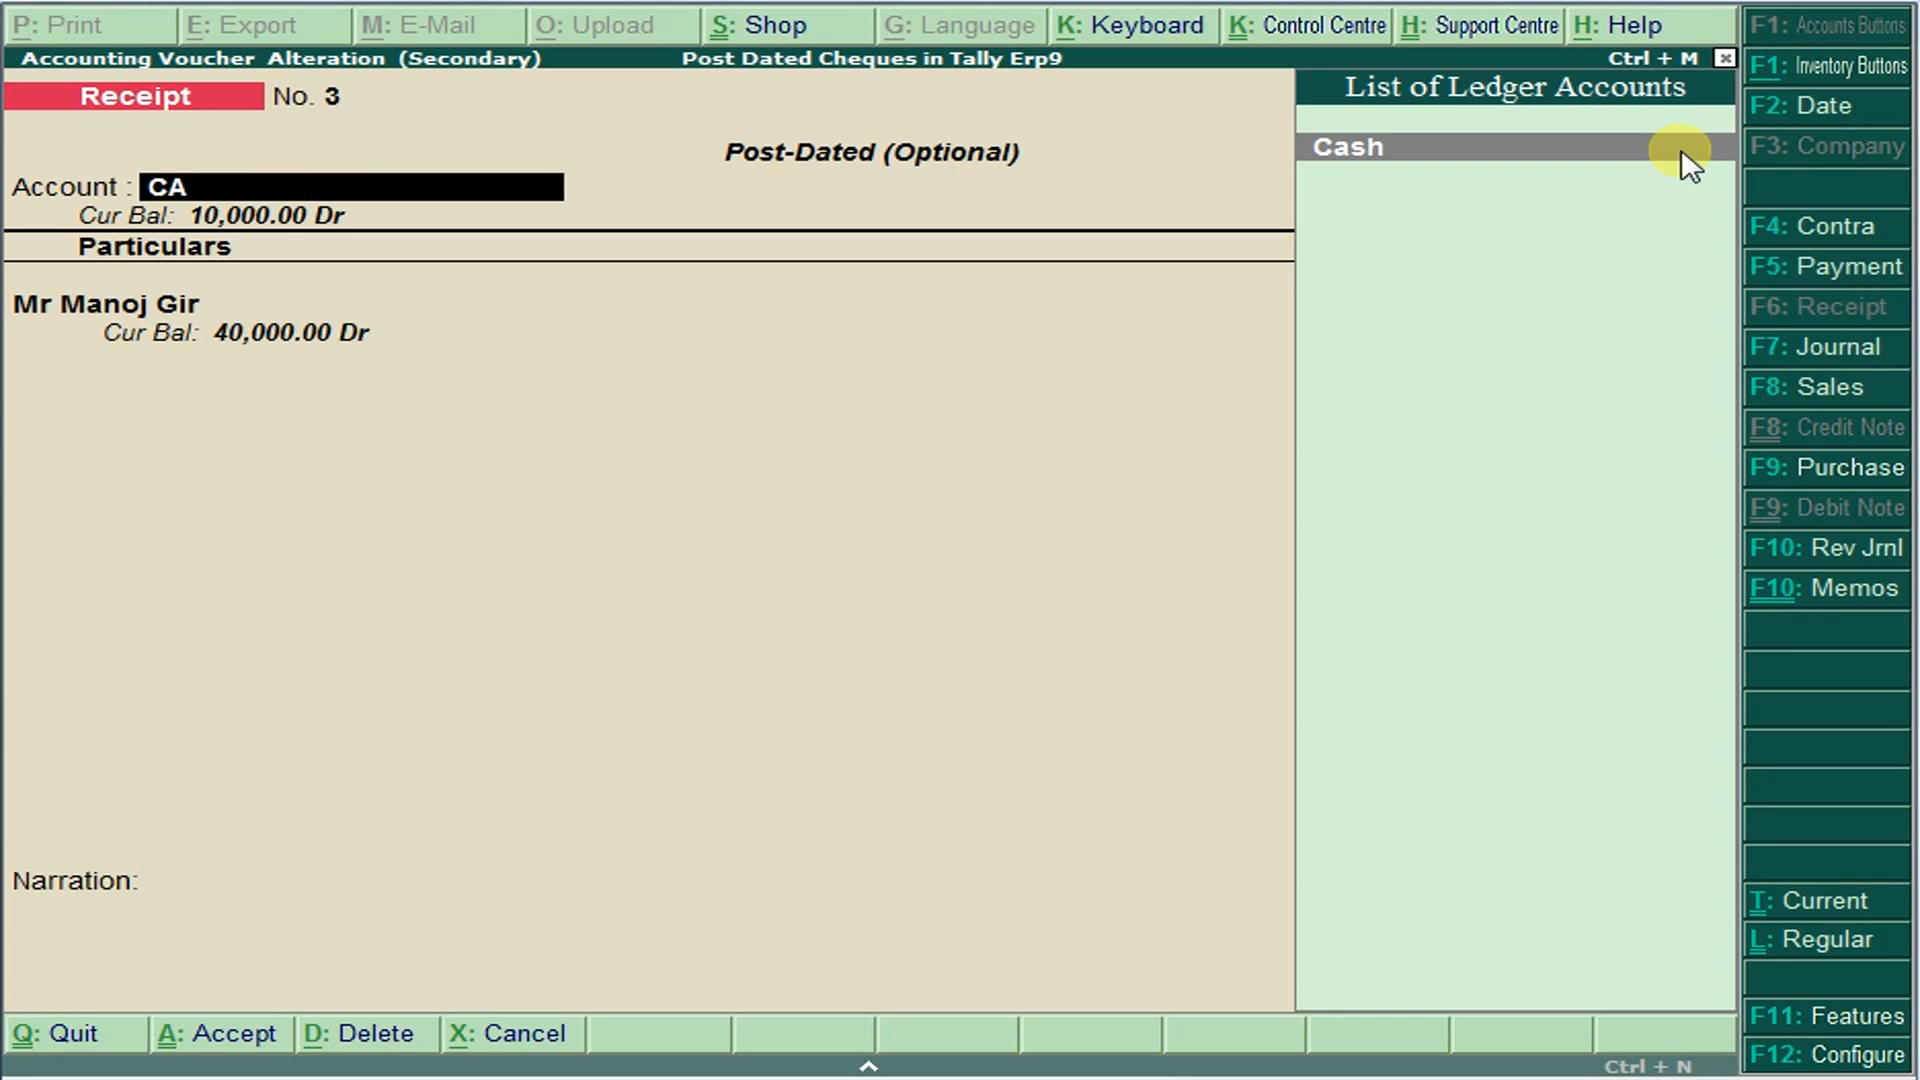 P: Print E: Export M: E-Mail O: Upload S: Shop G: Language K: Keyboard K: Control Centre H: Support Centre H: Help
Accounting Voucher Alteration (Secondary) Post Dated Cheques in Tally Erp9 Ctrl + M
Receipt No. 3
Post-Dated (Optional)
Account : CA
Cur Bal: 10,000.00 Dr
Particulars
Mr Manoj Gir
Cur Bal: 40,000.00 Dr
Narration:
List of Ledger Accounts
Cash
F1: Accounts Buttons
F1: Inventory Buttons
F2: Date
F3: Company
F4: Contra
F5: Payment
F6: Receipt
F7: Journal
F8: Sales
F8: Credit Note
F9: Purchase
F9: Debit Note
F10: Rev Jrnl
F10: Memos
T: Current
L: Regular
F11: Features
F12: Configure
Q: Quit A: Accept D: Delete X: Cancel
Ctrl + N